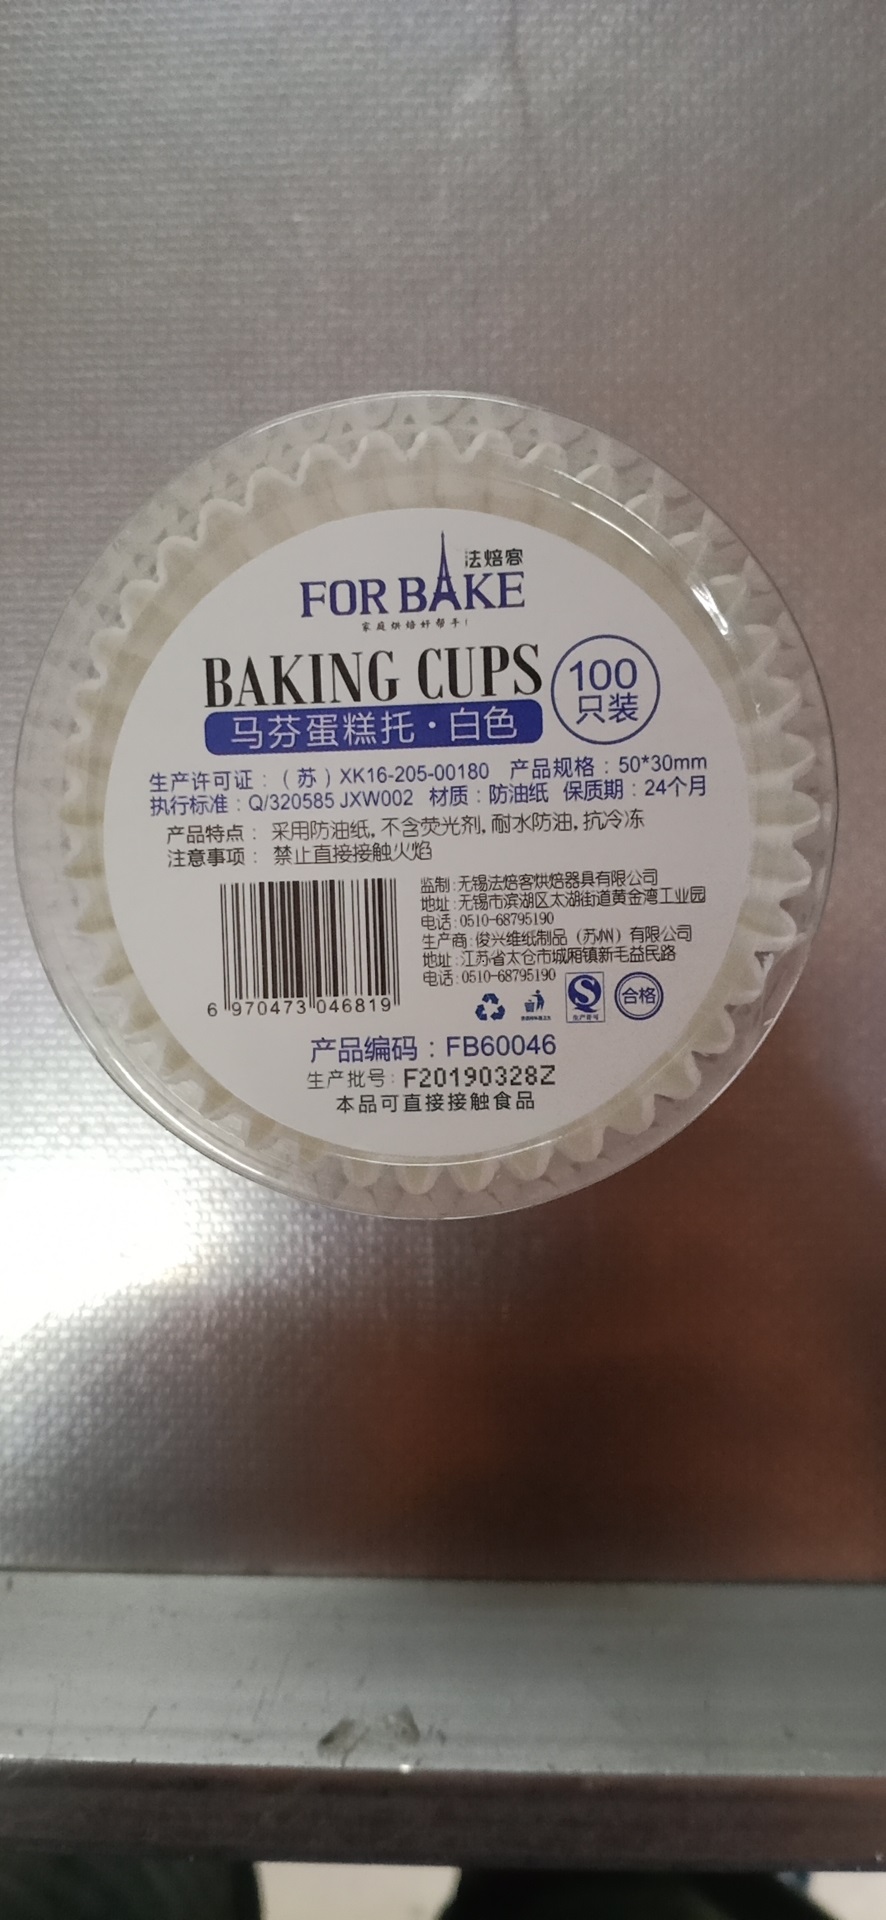 法焙客
FOR BAKE
家庭烘焙好帮手!
BAKING CUPS
马芬蛋糕托·白色
100
只装
生产许可证：（苏）XK16-205-00180 产品规格：50*30mm
执行标准：Q/320585 JXW002 材质：防油纸 保质期：24个月
产品特点： 采用防油纸, 不含荧光剂, 耐水防油, 抗冷冻
注意事项： 禁止直接接触火焰
监制:无锡法焙客烘焙器具有限公司
地址:无锡市滨湖区太湖街道黄金湾工业园
电话:0510-68795190
生产商:俊兴维纸制品（苏州）有限公司
地址:江苏省太仓市城厢镇新毛益民路
电话:0510-68795190
6 970473 046819
生产许可
合格
产品编码：FB60046
生产批号: F20190328Z
本品可直接接触食品